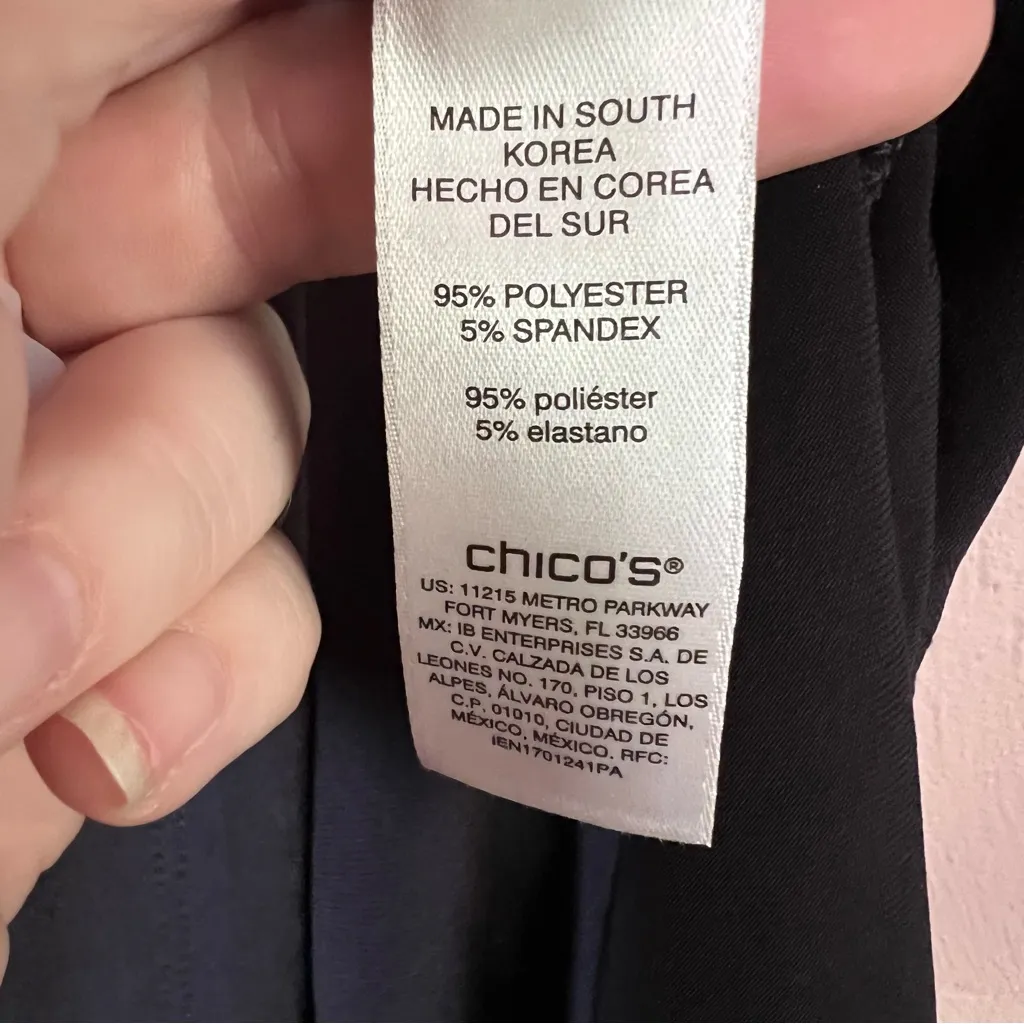 MADE IN SOUTH
KOREA
HECHO EN COREA
DEL SUR
95% POLYESTER
5% SPANDEX
95% poliéster
5% elastano
chico's®
US: 11215 METRO PARKWAY
FORT MYERS, FL 33966
MX: IB ENTERPRISES S.A. DE
C.V. CALZADA DE LOS
LEONES NO. 170, PISO 1, LOS
ALPES, ÁLVARO OBREGÓN,
C.P. 01010, CIUDAD DE
MÉXICO, MÉXICO. RFC:
IEN1701241PA